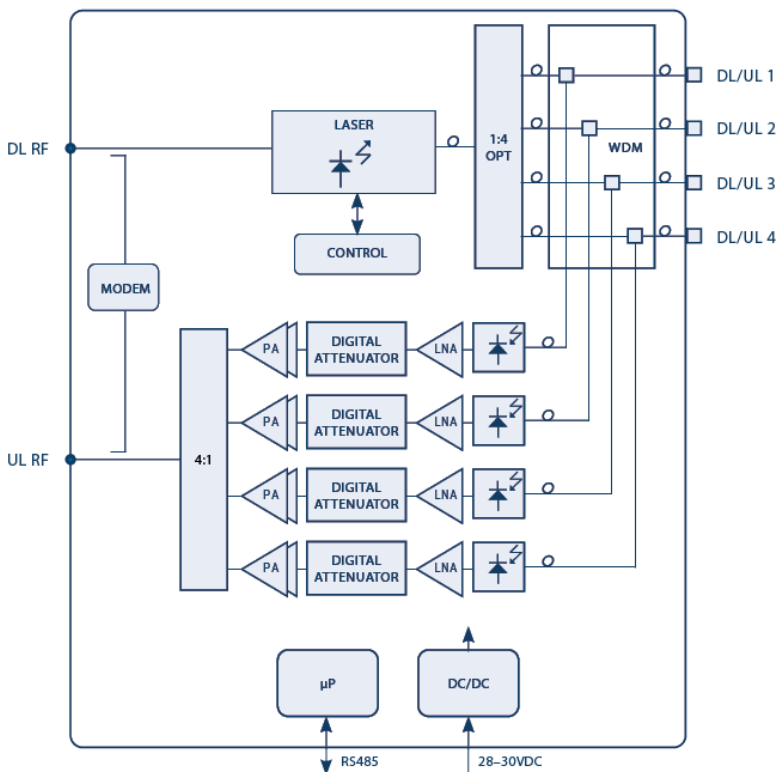 DL RF
LASER
CONTROL
1:4
OPT
WDM
DL/UL 1
DL/UL 2
DL/UL 3
DL/UL 4
MODEM
UL RF
4:1
PA
DIGITAL
ATTENUATOR
LNA
PA
DIGITAL
ATTENUATOR
LNA
PA
DIGITAL
ATTENUATOR
LNA
PA
DIGITAL
ATTENUATOR
LNA
µP
DC/DC
RS485
28–30VDC